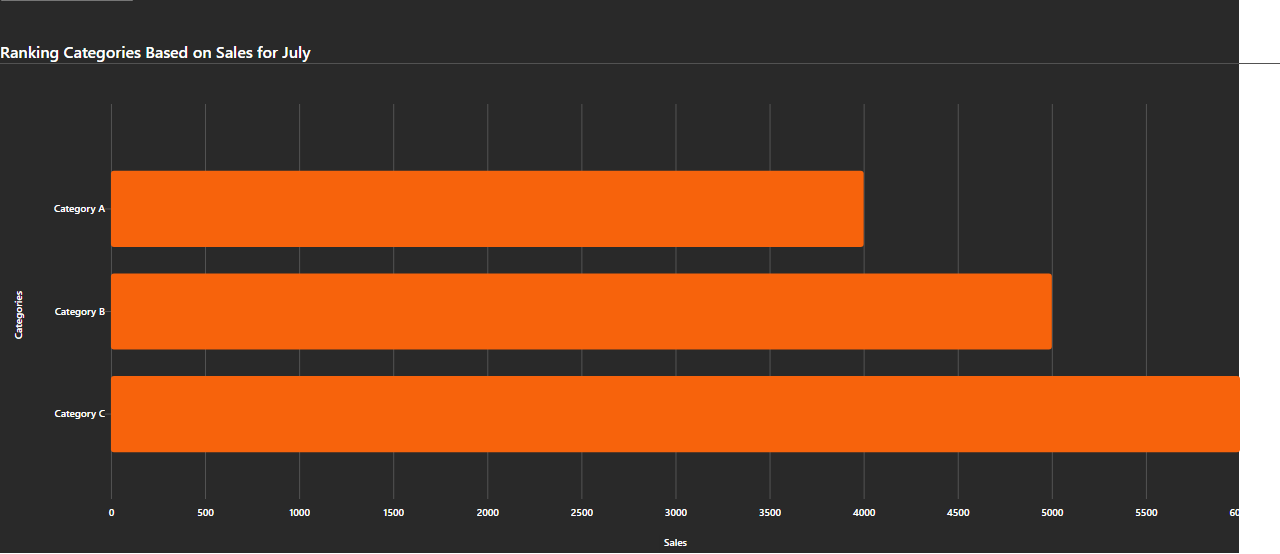 Ranking Categories Based on Sales for July
Categories
Category A
Category B
Category C
0 500 1000 1500 2000 2500 3000 3500 4000 4500 5000 5500 60
Sales